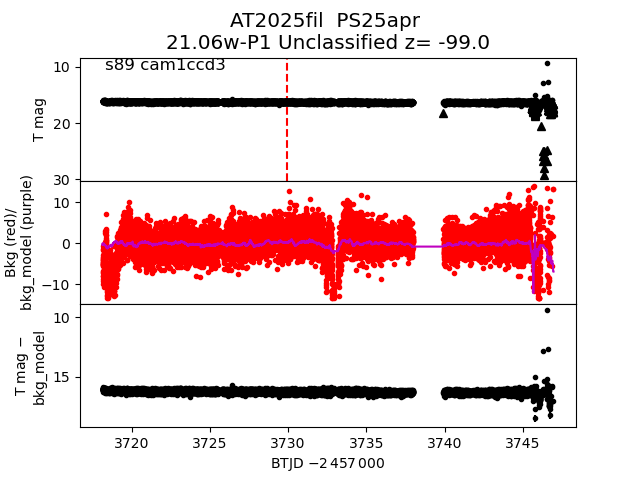 AT2025fil  PS25apr
21.06w-P1 Unclassified z= -99.0
s89 cam1ccd3
T mag
10
20
30
Bkg (red)/
bkg_model (purple)
10
0
−10
T mag −
bkg_model
10
15
3720 3725 3730 3735 3740 3745
BTJD −2 457 000